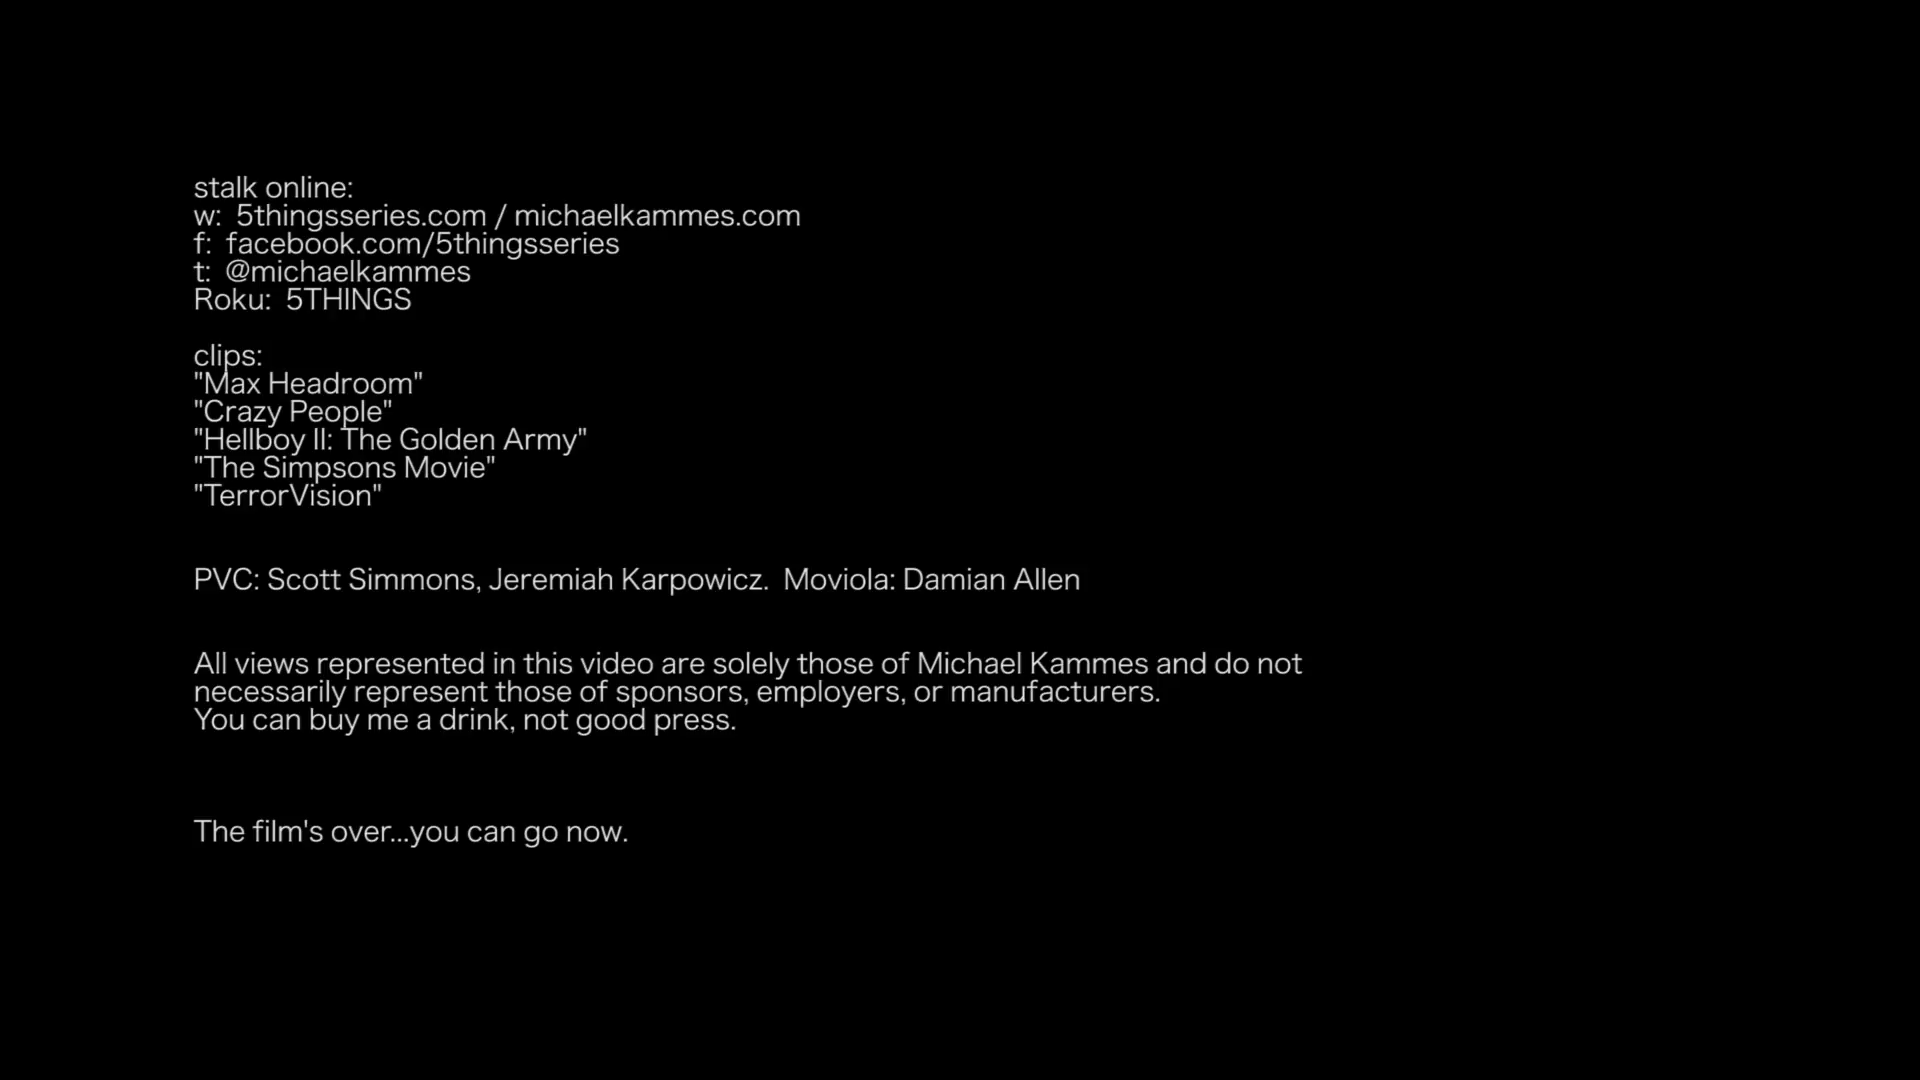 stalk online:
w:  5thingsseries.com / michaelkammes.com
f:  facebook.com/5thingsseries
t:  @michaelkammes
Roku:  5THINGS
clips:
"Max Headroom"
"Crazy People"
"Hellboy II: The Golden Army"
"The Simpsons Movie"
"TerrorVision"
PVC: Scott Simmons, Jeremiah Karpowicz.  Moviola: Damian Allen
All views represented in this video are solely those of Michael Kammes and do not
necessarily represent those of sponsors, employers, or manufacturers.
You can buy me a drink, not good press.
The film's over...you can go now.